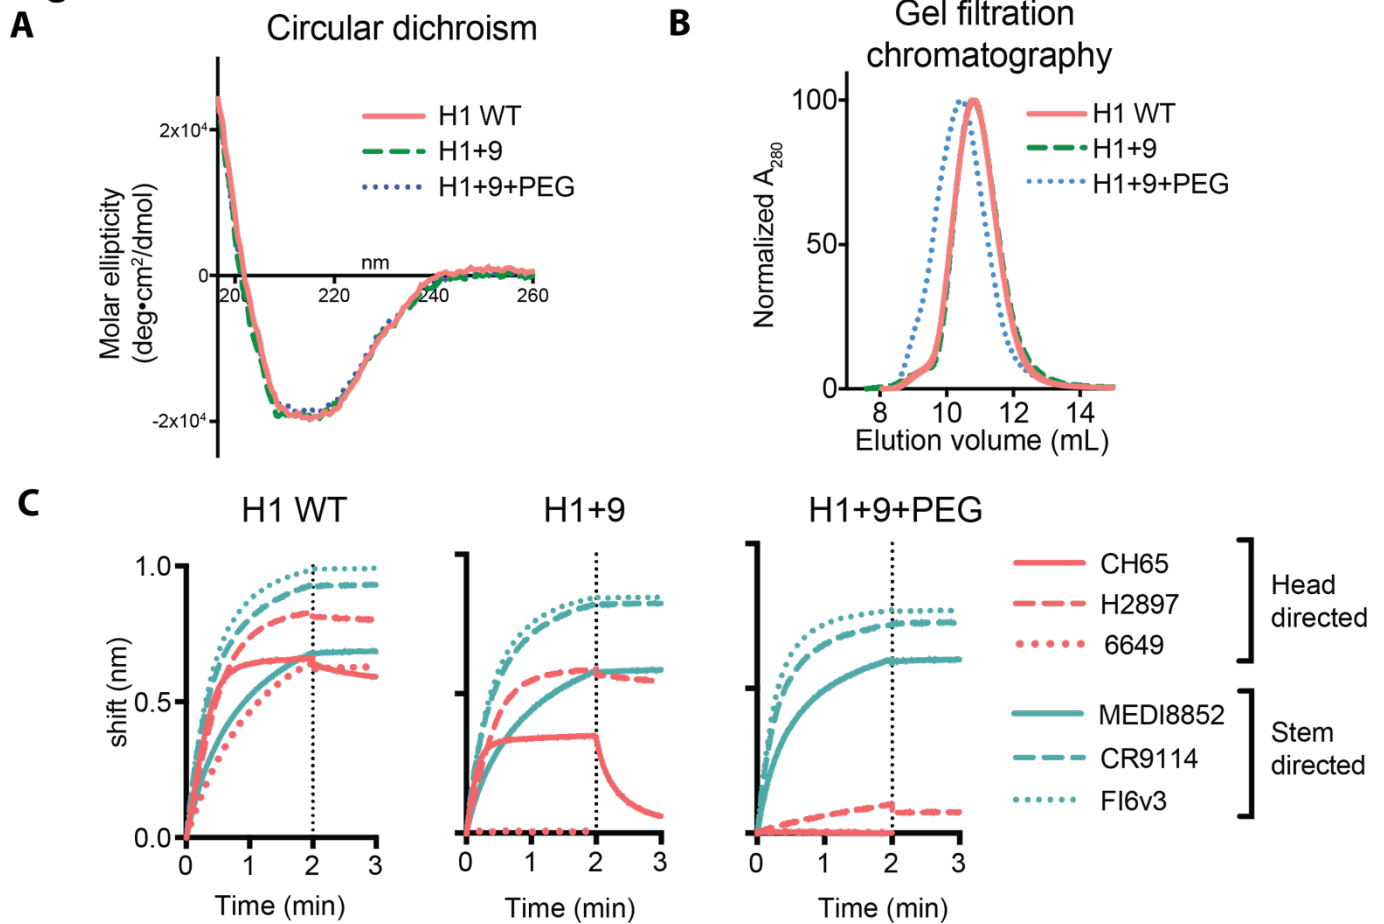 A
Circular dichroism
H1 WT
H1+9
H1+9+PEG
Molar ellipticity
(deg•cm²/dmol)
2x10⁴
0
-2x10⁴
nm
200
220
240
260
B
Gel filtration
chromatography
H1 WT
H1+9
H1+9+PEG
Normalized A₂₈₀
100
50
0
8
10
12
14
Elution volume (mL)
C
H1 WT
H1+9
H1+9+PEG
shift (nm)
1.0
0.5
0.0
0
1
2
3
Time (min)
0
1
2
3
Time (min)
0
1
2
3
Time (min)
CH65
H2897
6649
Head
directed
MEDI8852
CR9114
FI6v3
Stem
directed